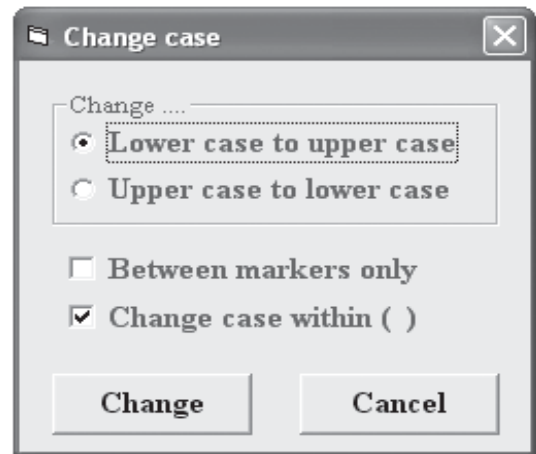 Change case
Change ....
Lower case to upper case
Upper case to lower case
Between markers only
Change case within ( )
Change Cancel